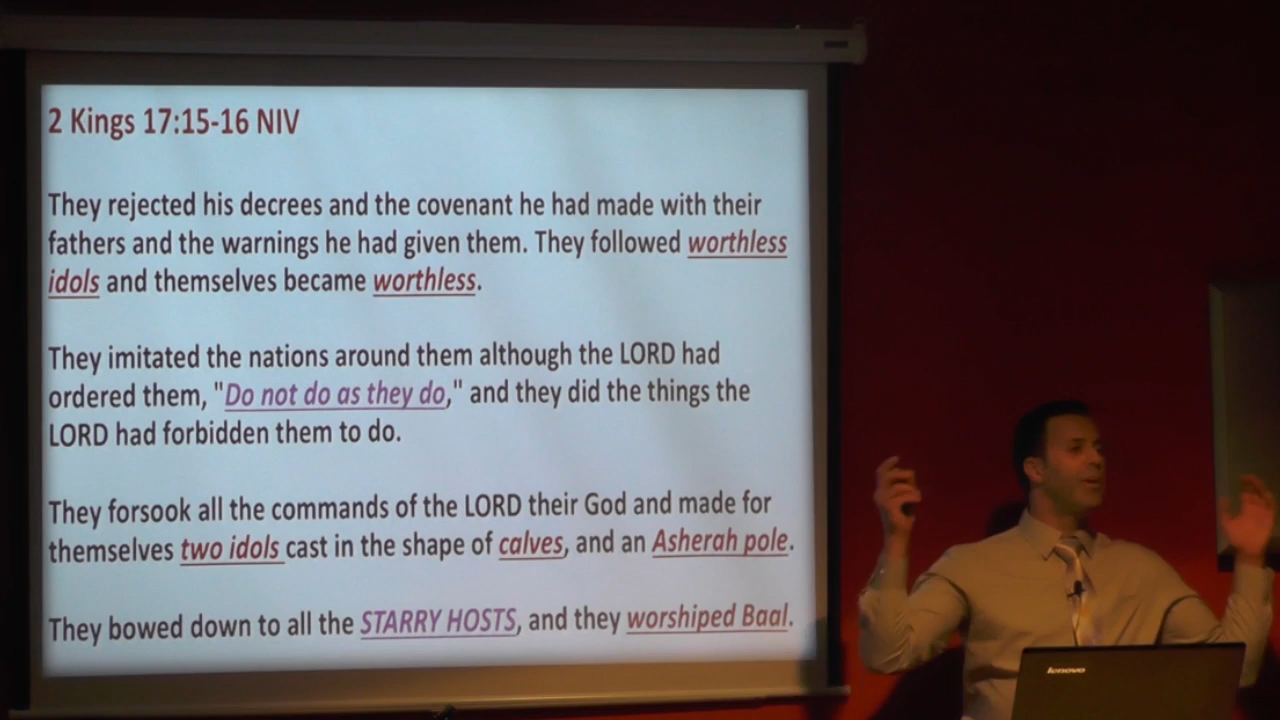 2 Kings 17:15-16 NIV
They rejected his decrees and the covenant he had made with their
fathers and the warnings he had given them. They followed worthless
idols and themselves became worthless.
They imitated the nations around them although the LORD had
ordered them, "Do not do as they do," and they did the things the
LORD had forbidden them to do.
They forsook all the commands of the LORD their God and made for
themselves two idols cast in the shape of calves, and an Asherah pole.
They bowed down to all the STARRY HOSTS, and they worshiped Baal.
lenovo